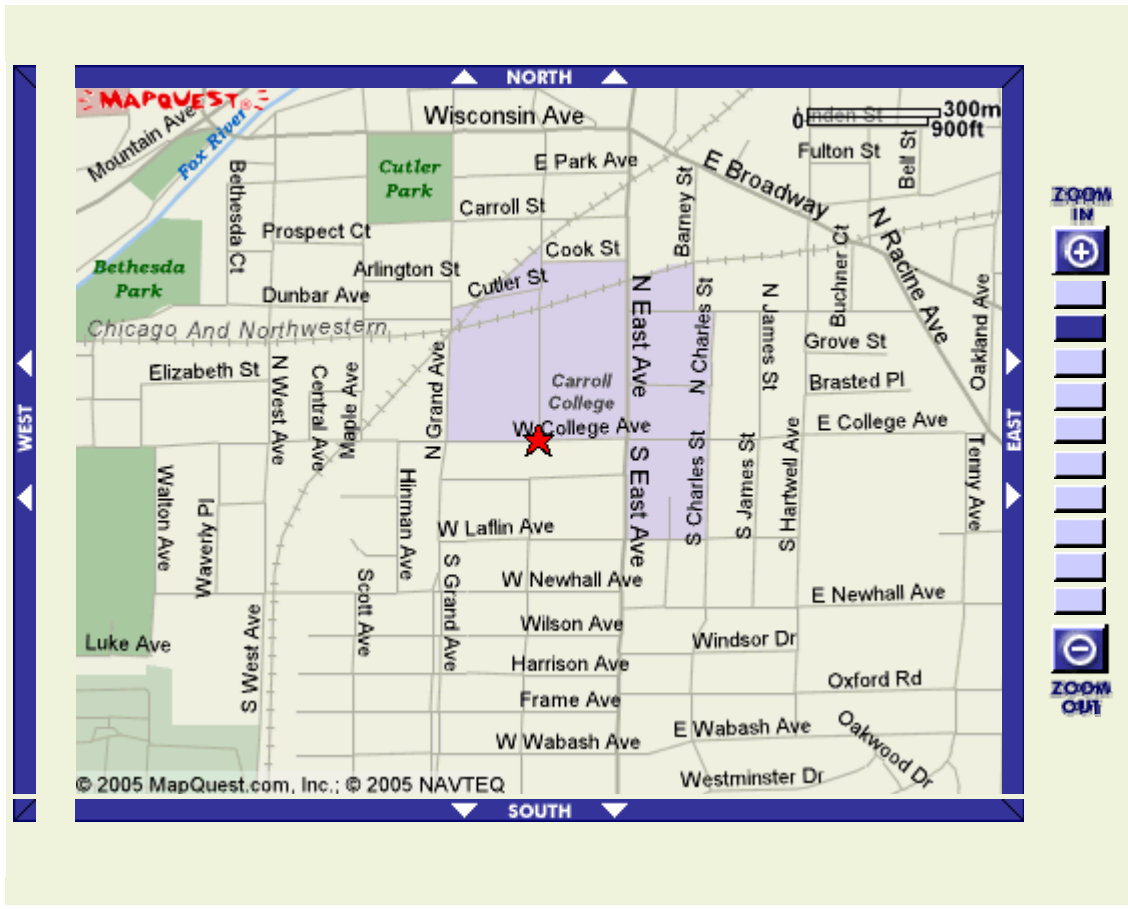 NORTH
MAPQUEST®
Wisconsin Ave
300m
0
nden St
900ft
Mountain Ave
Fox River
Fulton St
Bell St
E Park Ave
E Broadway
Cutler
Park
Bethesda Ct
Barney St
ZOOM
IN
Carroll St
N Racine Ave
Prospect Ct
Cook St
Buchner Ct
Bethesda
Park
Arlington St
Cutler St
Dunbar Ave
N East Ave
N Charles St
N James St
Oakland Ave
Chicago And Northwestern
Grove St
Elizabeth St
N West Ave
Central Ave
Maple Ave
N Grand Ave
Carroll
College
Brasted Pl
WEST
W College Ave
E College Ave
EAST
Walton Ave
Waverly Pl
Hinman Ave
S East Ave
S Charles St
S James St
S Hartwell Ave
Tenny Ave
W Laflin Ave
S Grand Ave
Scott Ave
W Newhall Ave
E Newhall Ave
S West Ave
Wilson Ave
Luke Ave
Windsor Dr
Harrison Ave
Oxford Rd
Frame Ave
ZOOM
OUT
E Wabash Ave
Oakwood Dr
W Wabash Ave
Westminster Dr
© 2005 MapQuest.com, Inc.; © 2005 NAVTEQ
SOUTH